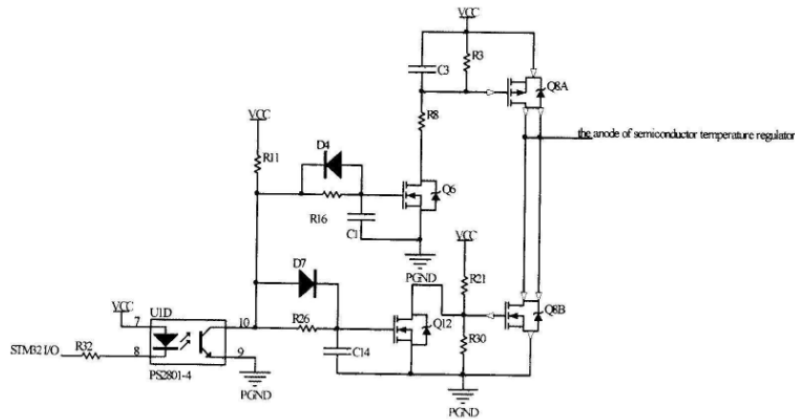 VCC
R3
C3
Q8A
R8
VCC
the anode of semiconductor temperature regulator
D4
R11
Q6
R16
C1
VCC
PGND
D7
R21
VCC
U1D
Q8B
7
10
R26
Q12
R30
STM32 I/O
R32
8
9
C14
PS2801-4
PGND
PGND